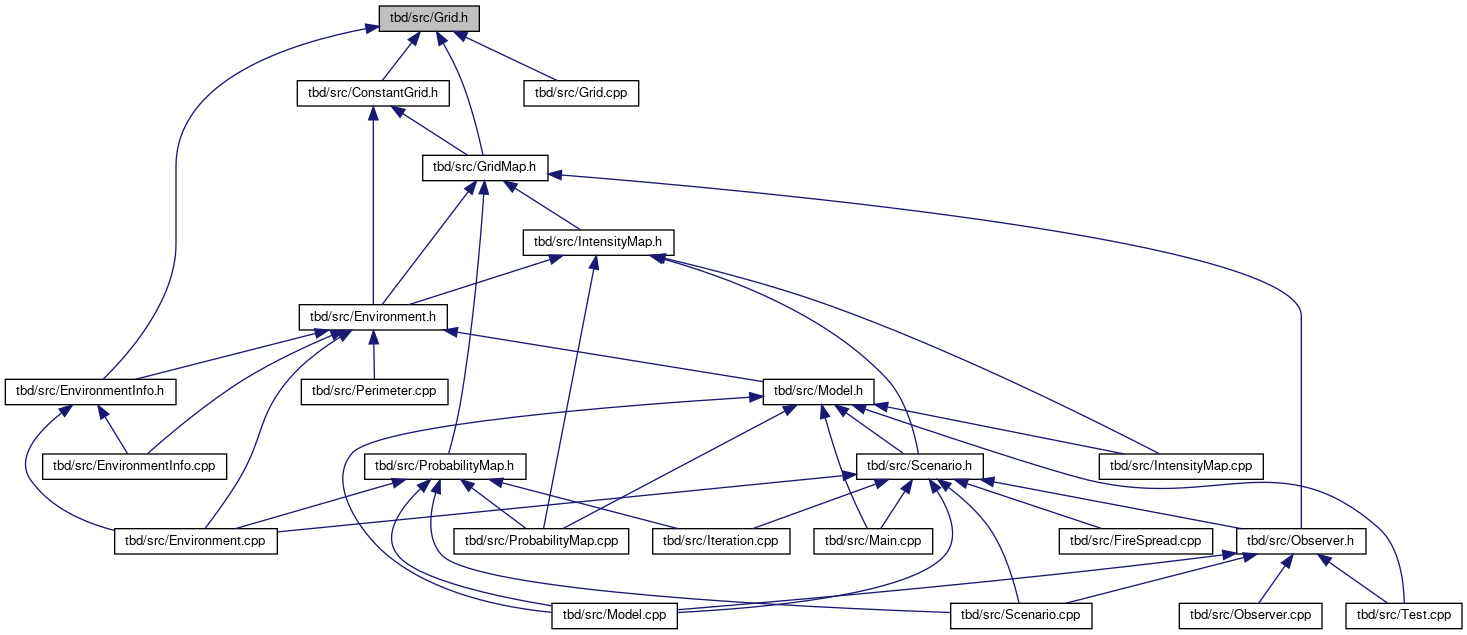 tbd/src/Grid.h
tbd/src/ConstantGrid.h
tbd/src/Grid.cpp
tbd/src/GridMap.h
tbd/src/IntensityMap.h
tbd/src/Environment.h
tbd/src/EnvironmentInfo.h
tbd/src/Perimeter.cpp
tbd/src/Model.h
tbd/src/EnvironmentInfo.cpp
tbd/src/ProbabilityMap.h
tbd/src/Scenario.h
tbd/src/IntensityMap.cpp
tbd/src/Environment.cpp
tbd/src/ProbabilityMap.cpp
tbd/src/Iteration.cpp
tbd/src/Main.cpp
tbd/src/FireSpread.cpp
tbd/src/Observer.h
tbd/src/Model.cpp
tbd/src/Scenario.cpp
tbd/src/Observer.cpp
tbd/src/Test.cpp